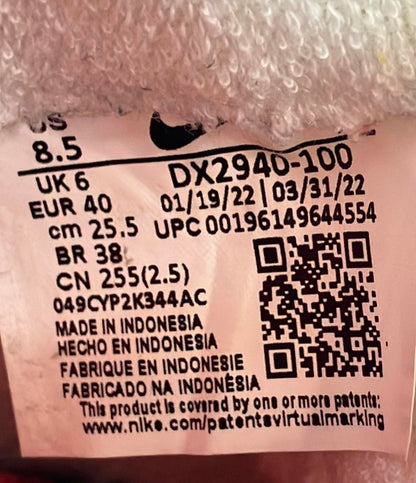 US
8.5
UK 6
EUR 40
cm 25.5
BR 38
CN 255(2.5)
DX2940-100
01/19/22 | 03/31/22
UPC 00196149644554
049CYP2K344AC
MADE IN INDONESIA
HECHO EN INDONESIA
FABRIQUE EN INDONESIE
FABRICADO NA INDONÉSIA
This product is covered by one or more patents:
www.nike.com/patentsvirtualmarking